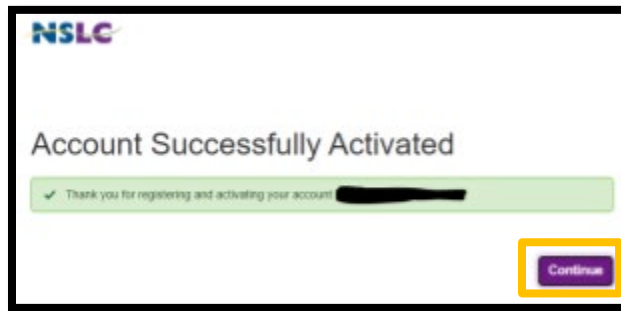 NSLC
Account Successfully Activated
Thank you for registering and activating your account
Continue